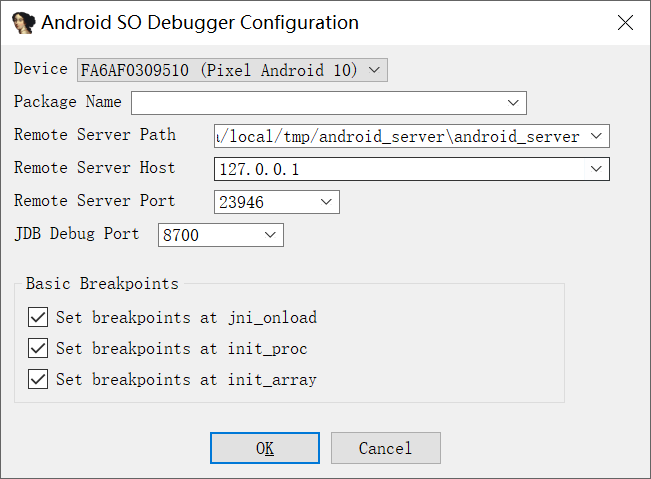 Android SO Debugger Configuration
Device FA6AF0309510 (Pixel Android 10)
Package Name
Remote Server Path /local/tmp/android_server\android_server
Remote Server Host 127.0.0.1
Remote Server Port 23946
JDB Debug Port 8700
Basic Breakpoints
Set breakpoints at jni_onload
Set breakpoints at init_proc
Set breakpoints at init_array
OK Cancel